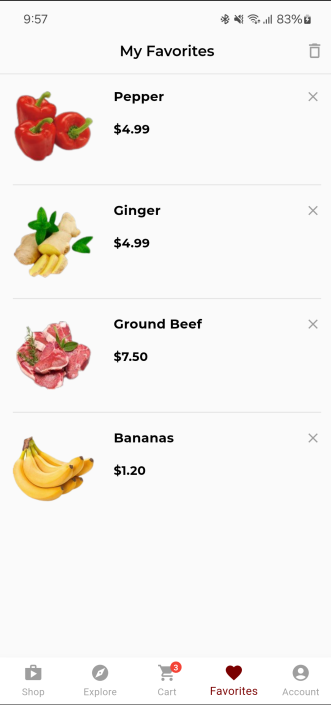 9:57 83%
My Favorites
Pepper
$4.99
Ginger
$4.99
Ground Beef
$7.50
Bananas
$1.20
3
Shop Explore Cart Favorites Account